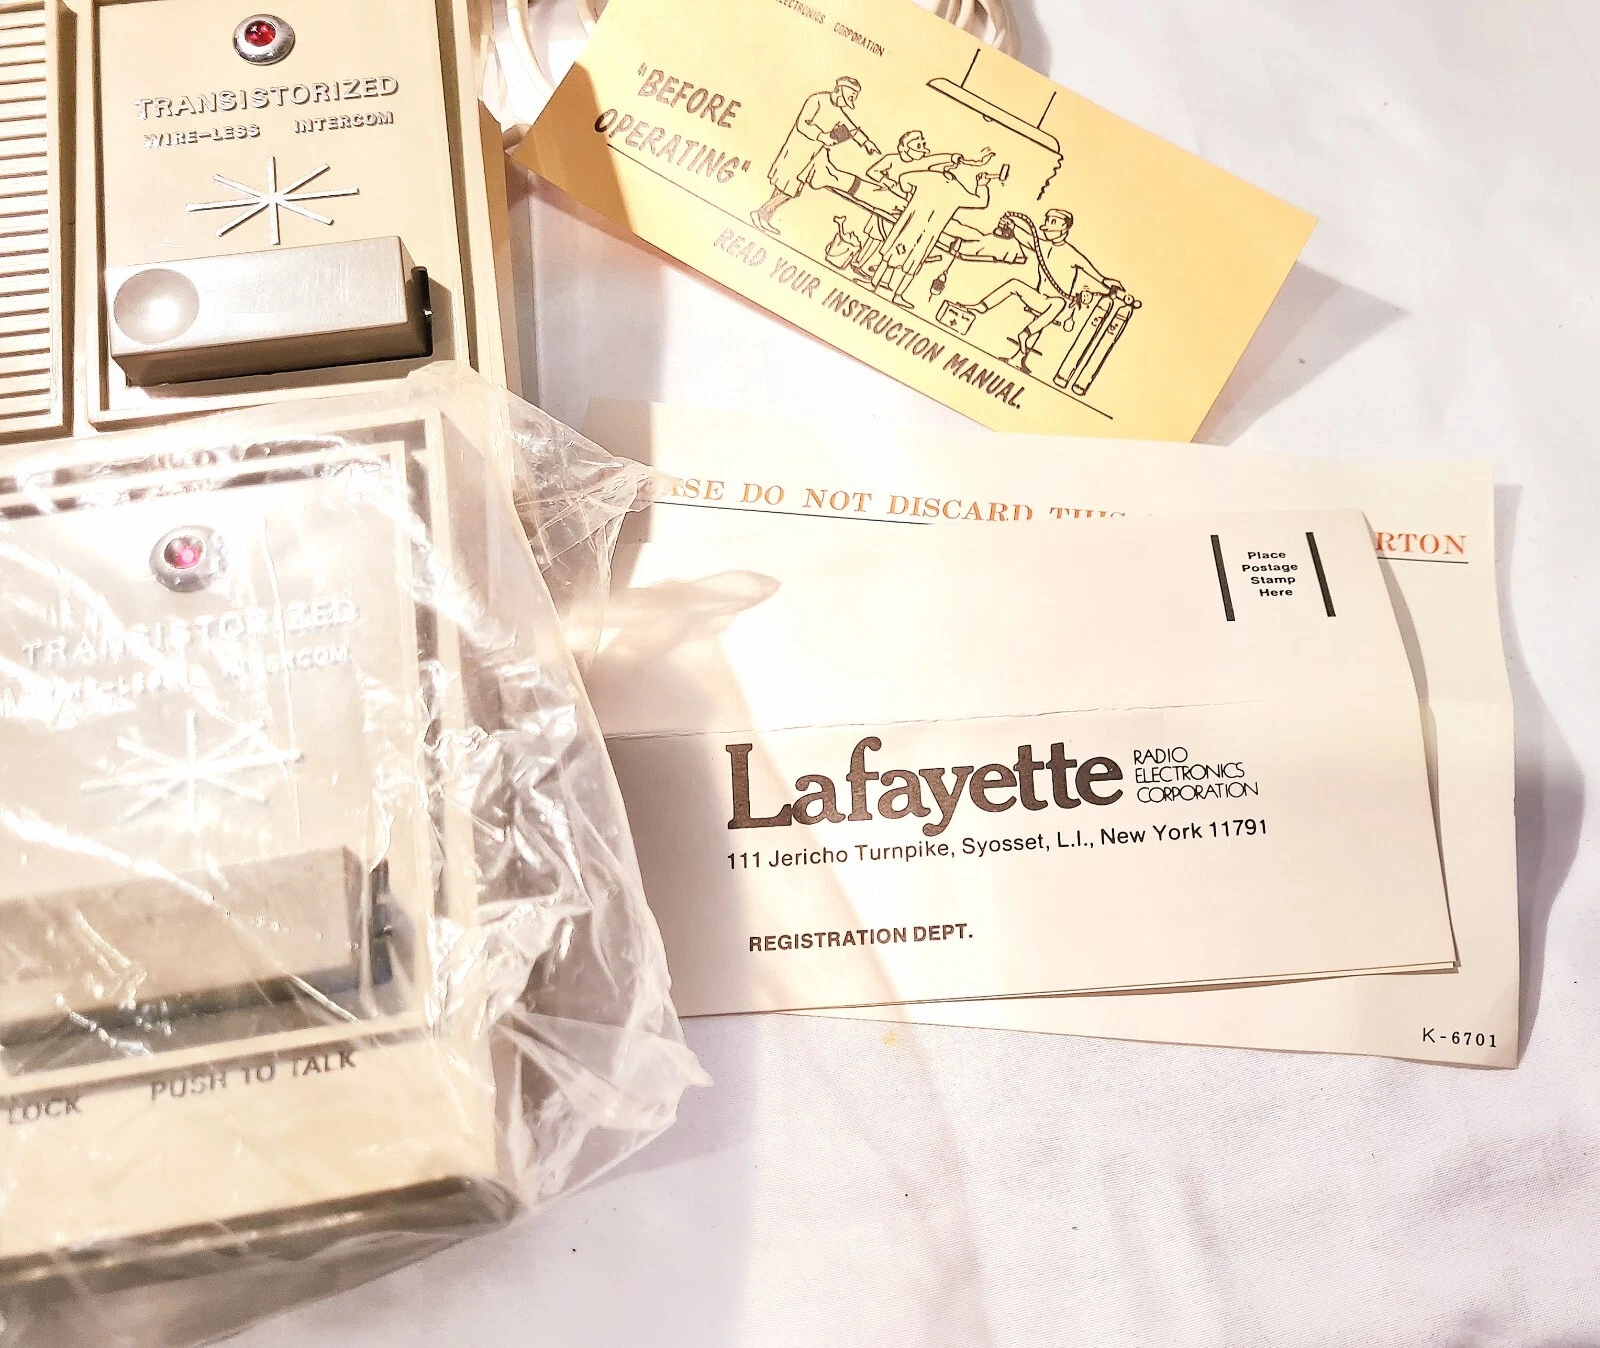 TRANSISTORIZED
WIRE-LESS INTERCOM
ELECTRONICS CORPORATION
"BEFORE
OPERATING"
READ YOUR INSTRUCTION MANUAL.
DO NOT DISCARD THIS
Place
Postage
Stamp
Here
TRANSISTORIZED
INTERCOM
Lafayette
RADIO
ELECTRONICS
CORPORATION
111 Jericho Turnpike, Syosset, L.I., New York 11791
REGISTRATION DEPT.
K-6701
LOCK PUSH TO TALK